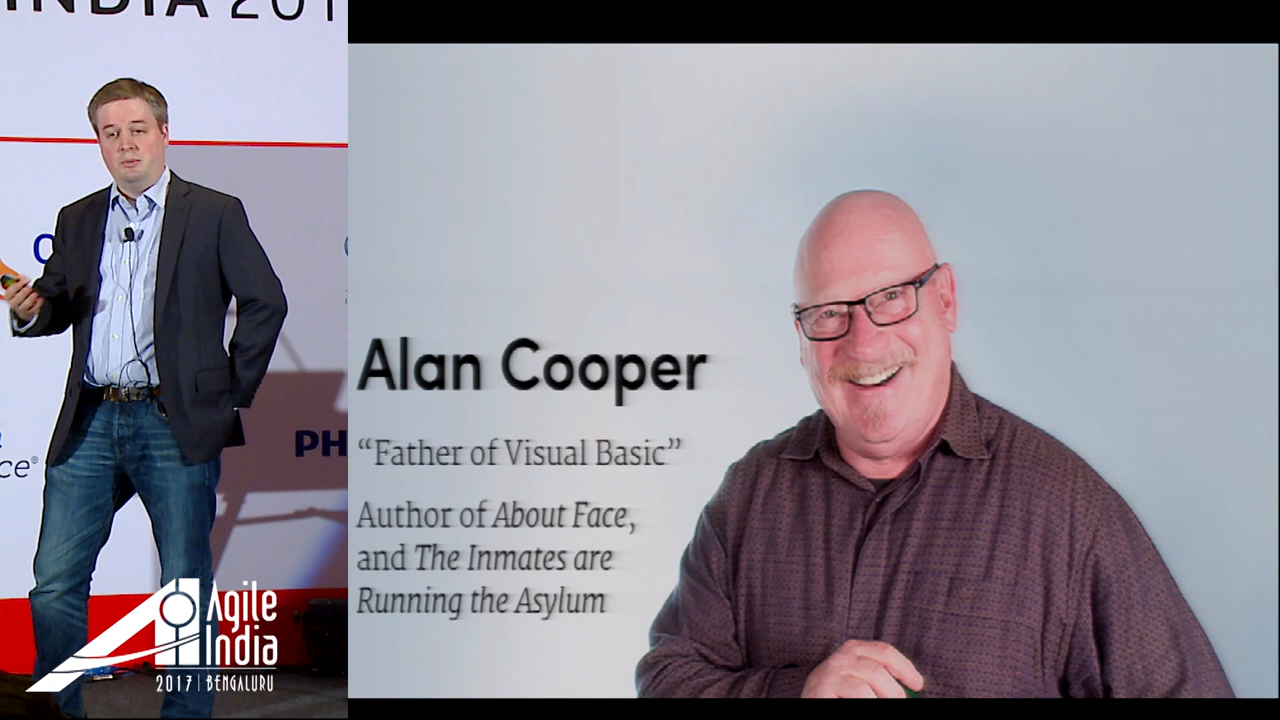 INDIA 201
PH
ce®
Agile
India
2017 | BENGALURU
Alan Cooper
“Father of Visual Basic”
Author of About Face,
and The Inmates are
Running the Asylum